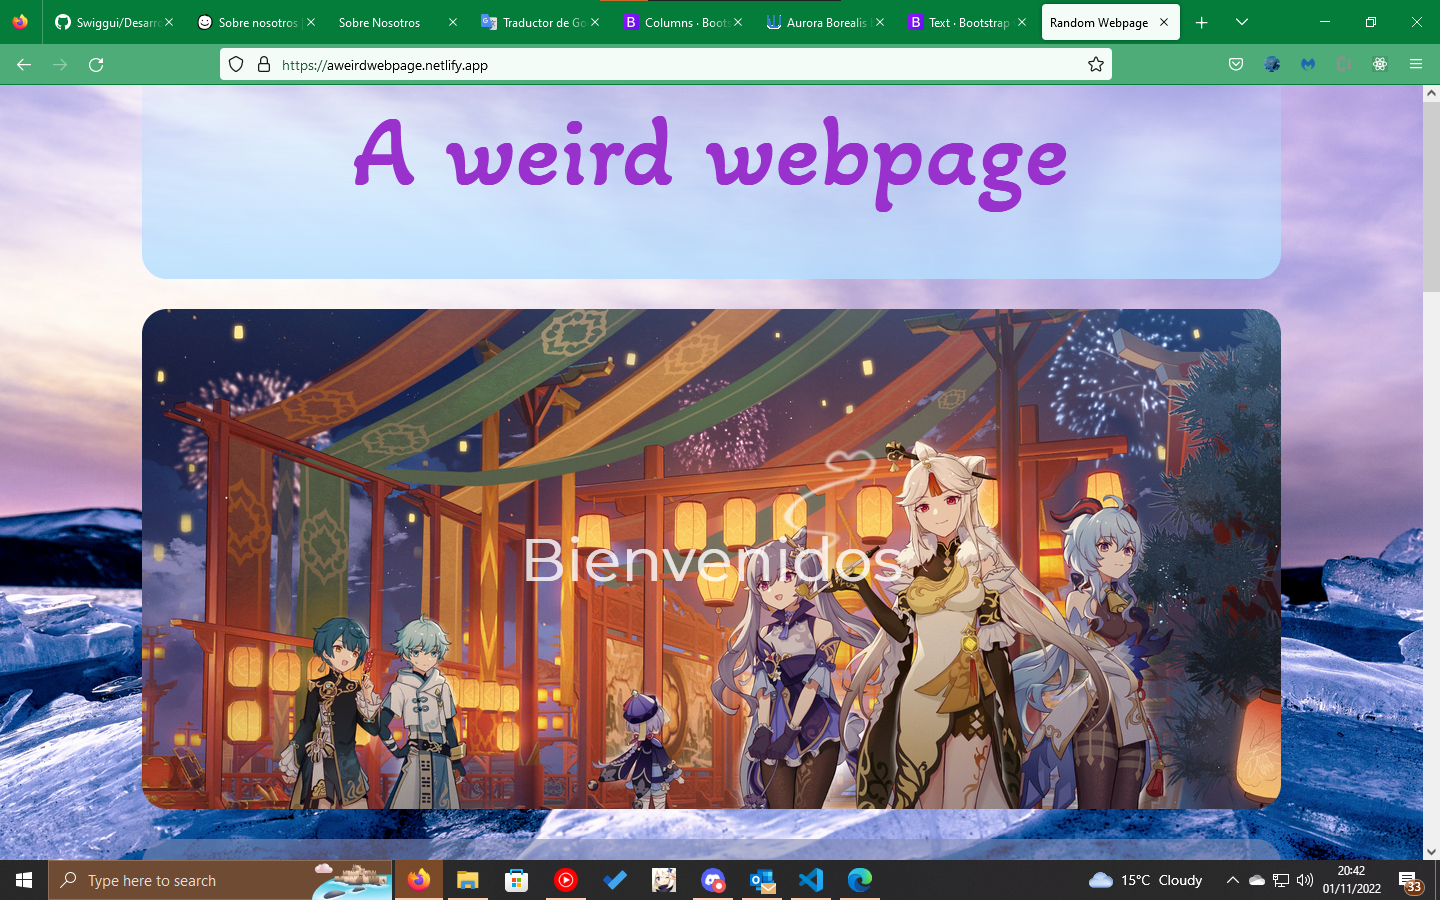 Swiggui/Desarro
Sobre nosotros
Sobre Nosotros
Traductor de Go
Columns · Boots
Aurora Borealis
Text · Bootstrap
Random Webpage
https://aweirdwebpage.netlify.app
A weird webpage
Bienvenidos
Type here to search
15°C Cloudy
20:42
01/11/2022
33